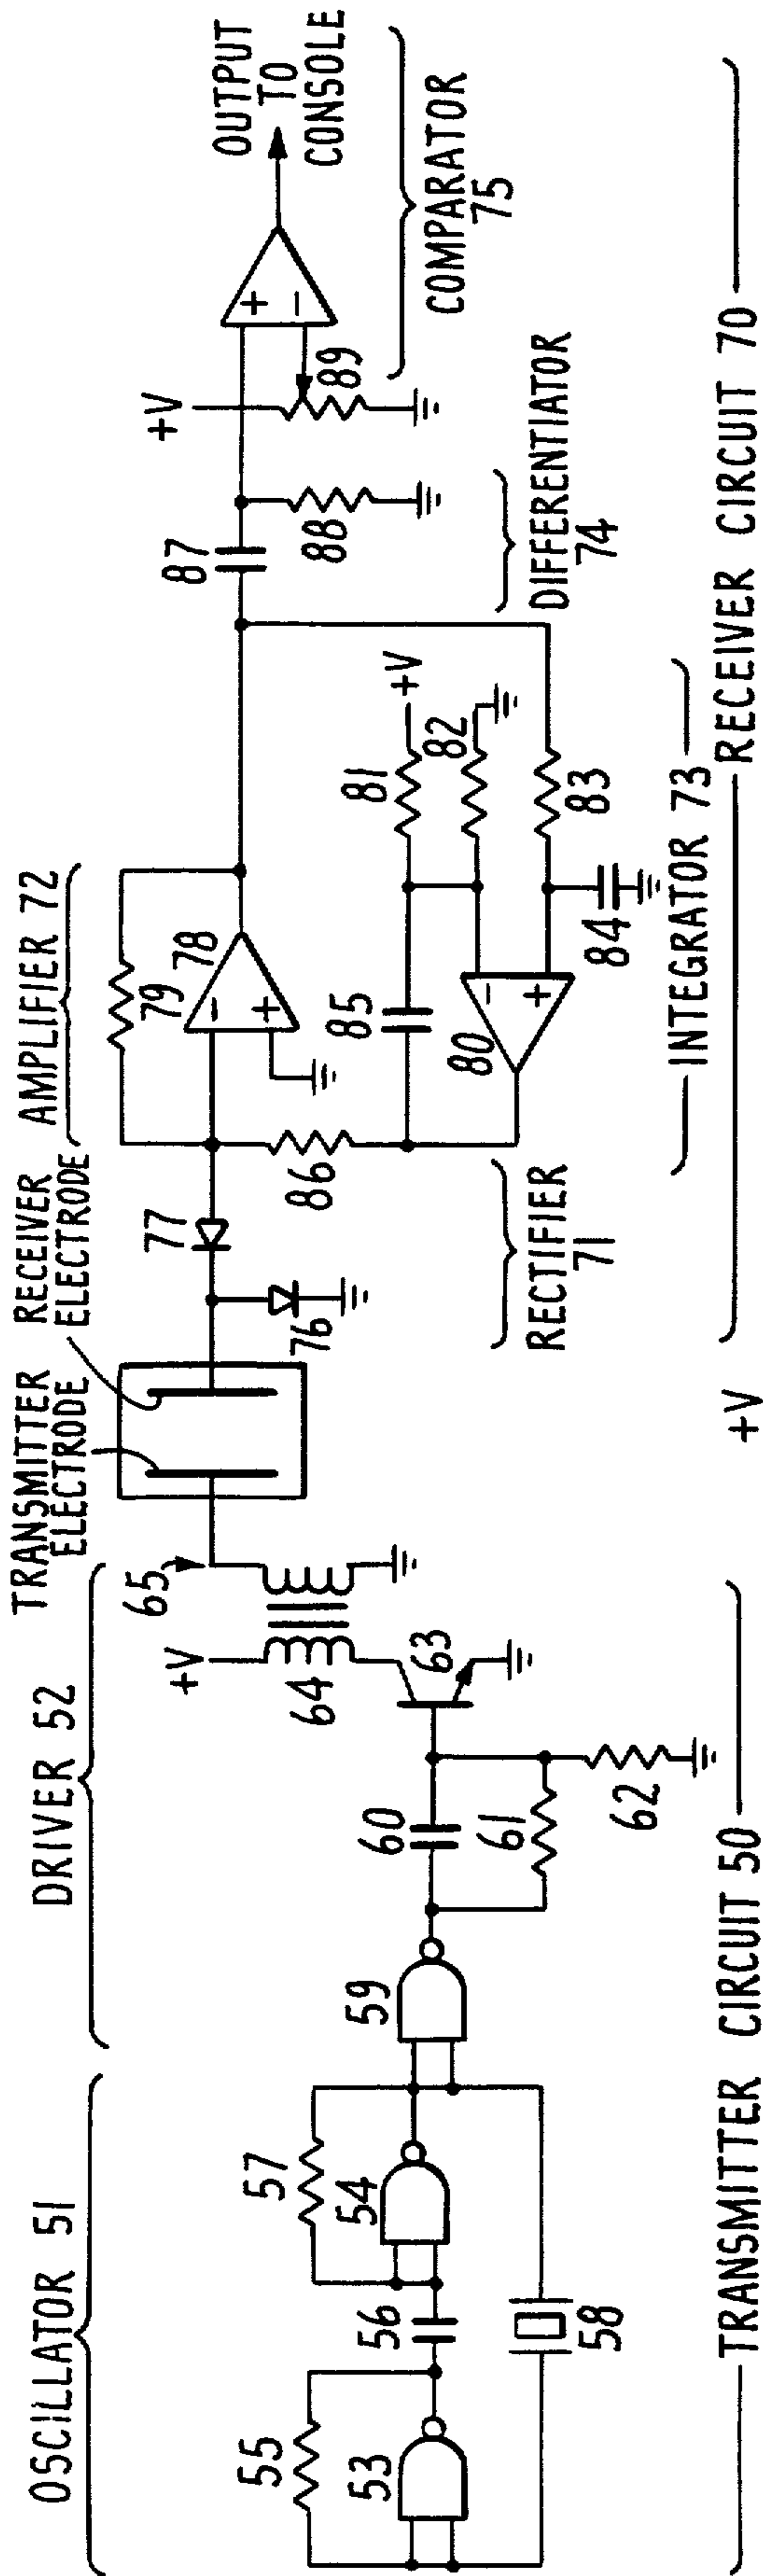 OSCILLATOR 51
DRIVER 52
TRANSMITTER
ELECTRODE
RECEIVER
ELECTRODE
AMPLIFIER 72
55
53
56
57
54
58
59
60
61
62
63
64
+V
65
76
77
79
78
86
85
80
81
+V
82
83
84
87
88
+V
89
-
+
-
+
+
-
OUTPUT
TO
CONSOLE
RECTIFIER
71
INTEGRATOR 73
DIFFERENTIATOR
74
COMPARATOR
75
TRANSMITTER CIRCUIT 50
+V
RECEIVER CIRCUIT 70